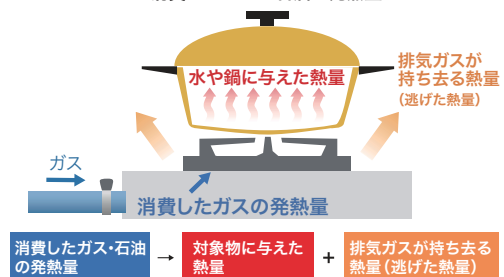 水や鍋に与えた熱量
排気ガスが
持ち去る熱量
(逃げた熱量)
ガス
消費したガスの発熱量
消費したガス・石油
の発熱量
→
対象物に与えた
熱量
+
排気ガスが持ち去る
熱量(逃げた熱量)